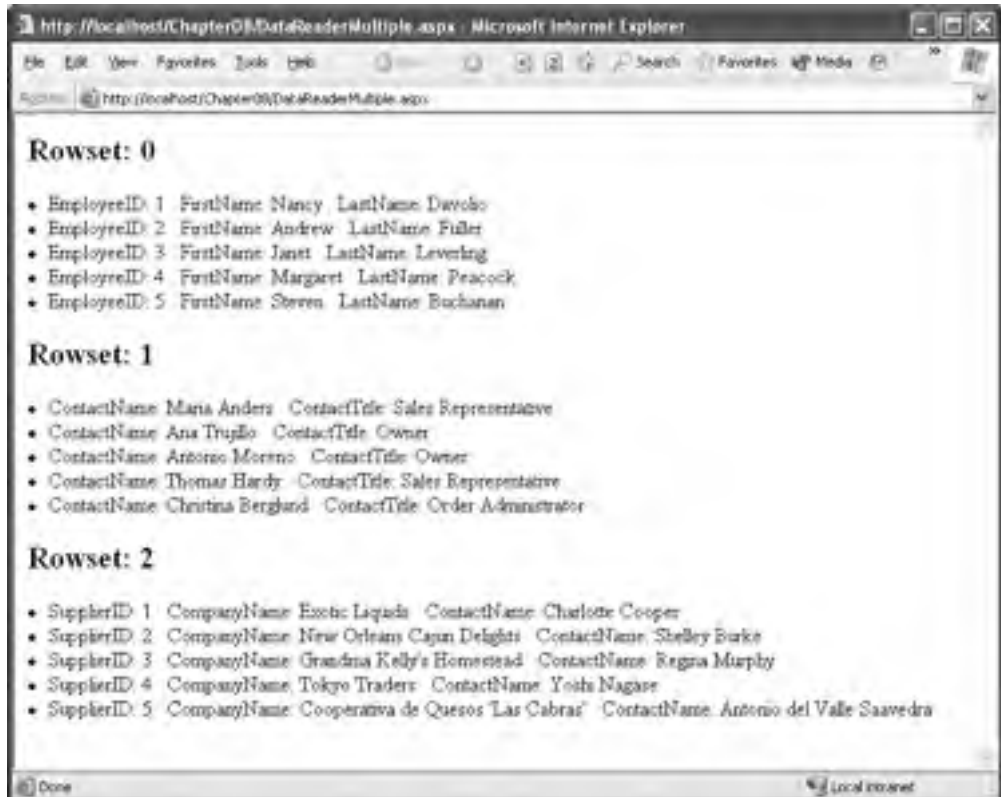 http://localhost/Chapter08/DataReaderMultiple.aspx - Microsoft Internet Explorer
File Edit View Favorites Tools Help Search Favorites Media
Address http://localhost/Chapter08/DataReaderMultiple.aspx
Rowset: 0
• EmployeeID: 1 FirstName: Nancy LastName: Davolio
• EmployeeID: 2 FirstName: Andrew LastName: Fuller
• EmployeeID: 3 FirstName: Janet LastName: Leverling
• EmployeeID: 4 FirstName: Margaret LastName: Peacock
• EmployeeID: 5 FirstName: Steven LastName: Buchanan
Rowset: 1
• ContactName: Maria Anders ContactTitle: Sales Representative
• ContactName: Ana Trujillo ContactTitle: Owner
• ContactName: Antonio Moreno ContactTitle: Owner
• ContactName: Thomas Hardy ContactTitle: Sales Representative
• ContactName: Christina Berglund ContactTitle: Order Administrator
Rowset: 2
• SupplierID: 1 CompanyName: Exotic Liquids ContactName: Charlotte Cooper
• SupplierID: 2 CompanyName: New Orleans Cajun Delights ContactName: Shelley Burke
• SupplierID: 3 CompanyName: Grandma Kelly's Homestead ContactName: Regina Murphy
• SupplierID: 4 CompanyName: Tokyo Traders ContactName: Yoshi Nagase
• SupplierID: 5 CompanyName: Cooperativa de Quesos 'Las Cabras' ContactName: Antonio del Valle Saavedra
Done Local intranet